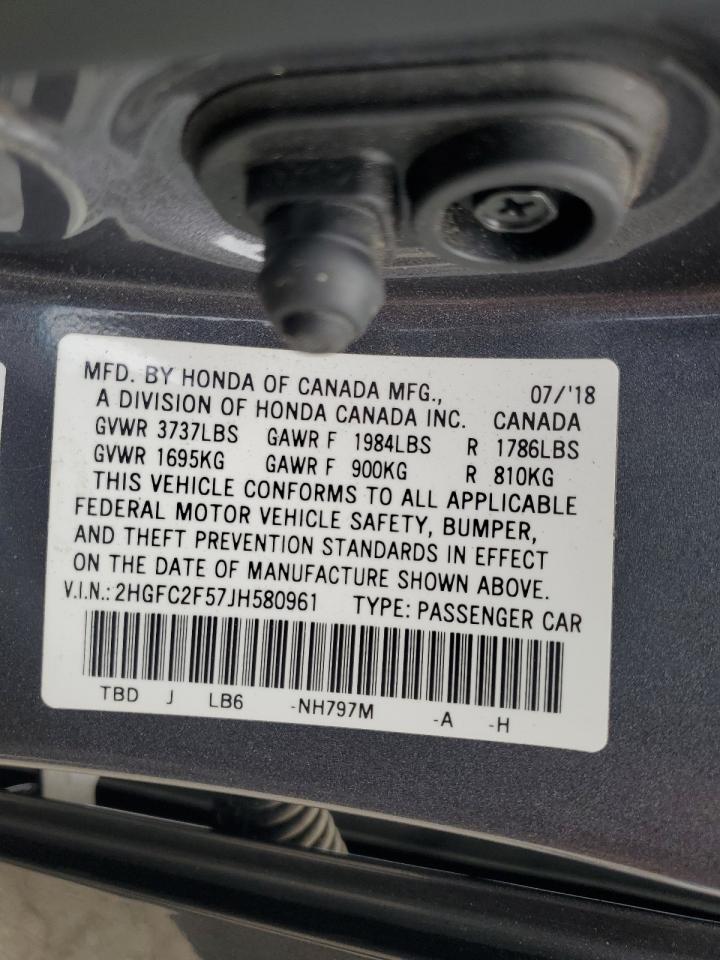 MFD. BY HONDA OF CANADA MFG., 07/'18
A DIVISION OF HONDA CANADA INC. CANADA
GVWR 3737LBS GAWR F 1984LBS R 1786LBS
GVWR 1695KG GAWR F 900KG R 810KG
THIS VEHICLE CONFORMS TO ALL APPLICABLE
FEDERAL MOTOR VEHICLE SAFETY, BUMPER,
AND THEFT PREVENTION STANDARDS IN EFFECT
ON THE DATE OF MANUFACTURE SHOWN ABOVE.
V.I.N.: 2HGFC2F57JH580961 TYPE: PASSENGER CAR
TBD J LB6 -NH797M -A -H